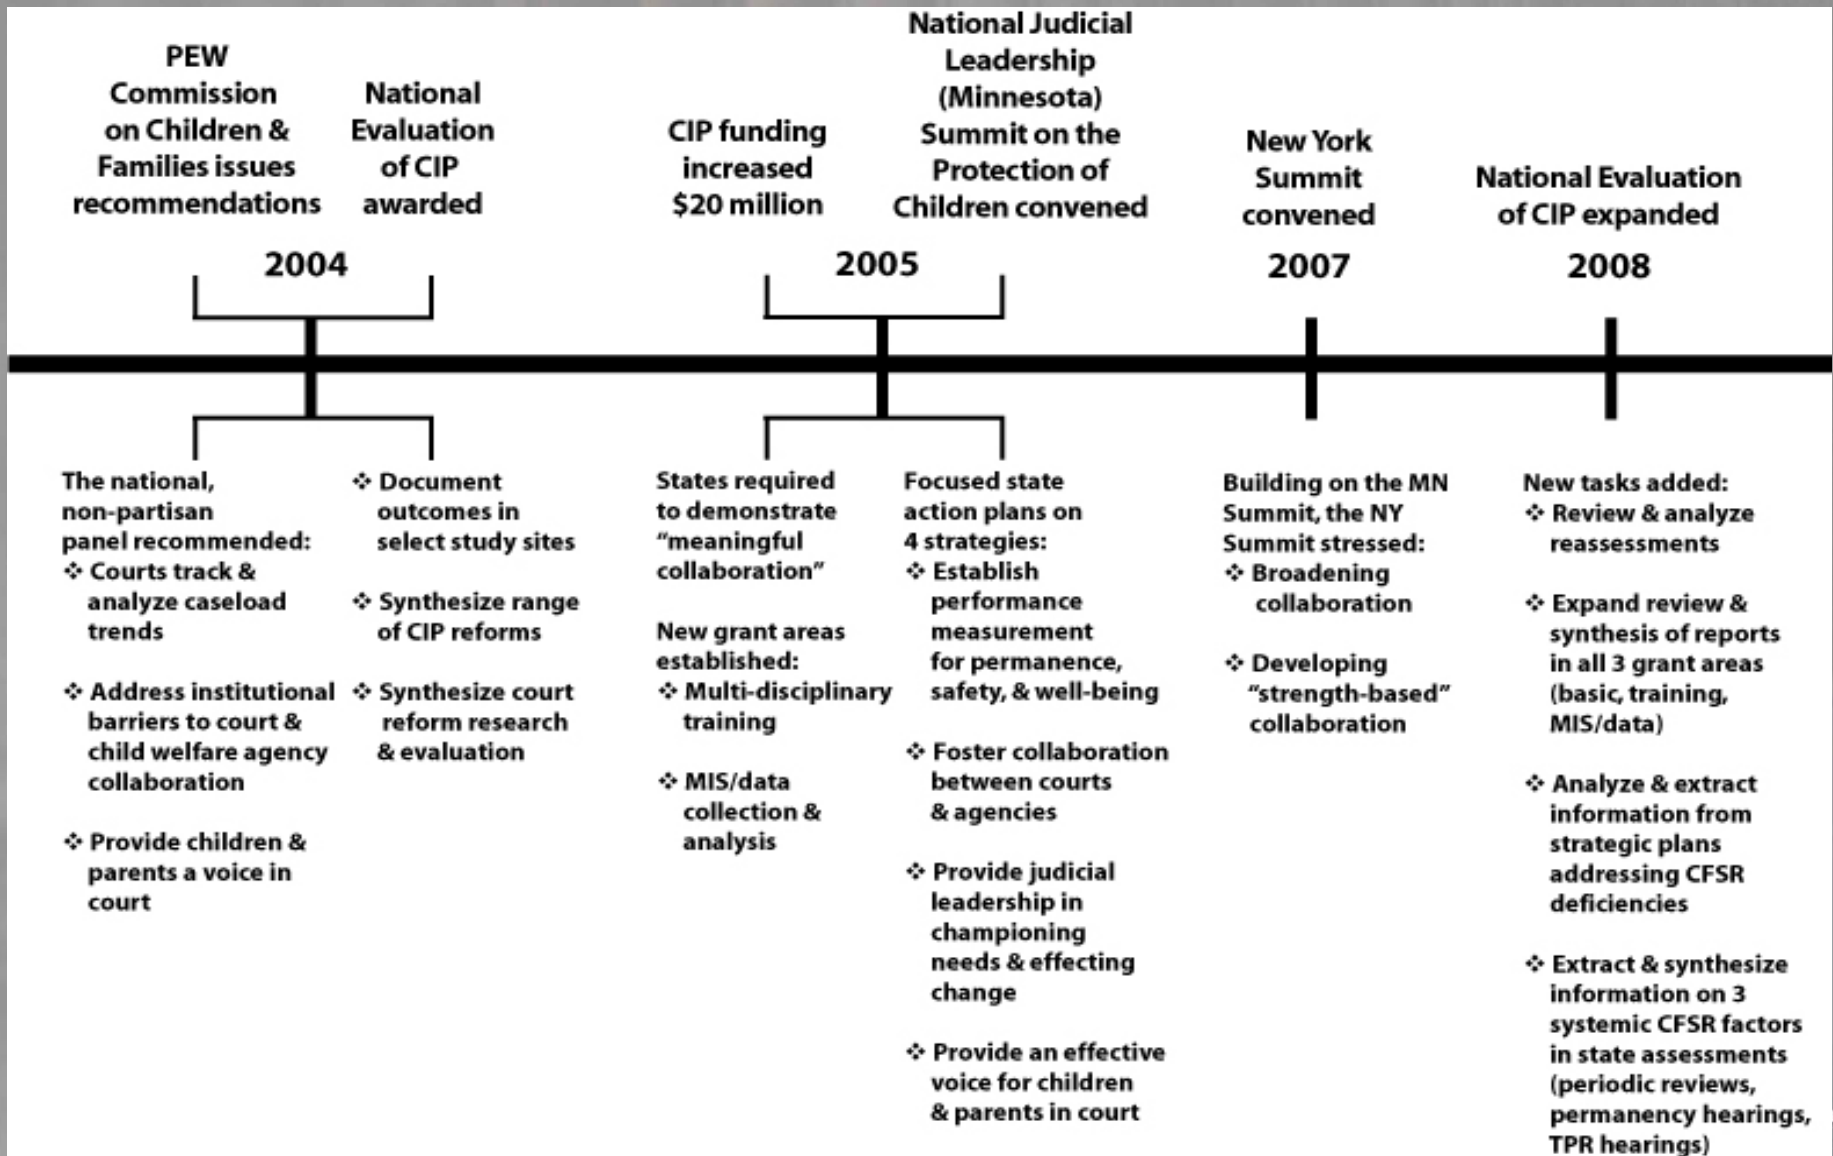 PEW
Commission
on Children &
Families issues
recommendations
National
Evaluation
of CIP
awarded
2004
CIP funding
increased
$20 million
National Judicial
Leadership
(Minnesota)
Summit on the
Protection of
Children convened
2005
New York
Summit
convened
2007
National Evaluation
of CIP expanded
2008
The national,
non-partisan
panel recommended:
❖ Courts track &
analyze caseload
trends
❖ Address institutional
barriers to court &
child welfare agency
collaboration
❖ Provide children &
parents a voice in
court
❖ Document
outcomes in
select study sites
❖ Synthesize range
of CIP reforms
❖ Synthesize court
reform research
& evaluation
States required
to demonstrate
“meaningful
collaboration”
New grant areas
established:
❖ Multi-disciplinary
training
❖ MIS/data
collection &
analysis
Focused state
action plans on
4 strategies:
❖ Establish
performance
measurement
for permanence,
safety, & well-being
❖ Foster collaboration
between courts
& agencies
❖ Provide judicial
leadership in
championing
needs & effecting
change
❖ Provide an effective
voice for children
& parents in court
Building on the MN
Summit, the NY
Summit stressed:
❖ Broadening
collaboration
❖ Developing
“strength-based”
collaboration
New tasks added:
❖ Review & analyze
reassessments
❖ Expand review &
synthesis of reports
in all 3 grant areas
(basic, training,
MIS/data)
❖ Analyze & extract
information from
strategic plans
addressing CFSR
deficiencies
❖ Extract & synthesize
information on 3
systemic CFSR factors
in state assessments
(periodic reviews,
permanency hearings,
TPR hearings)